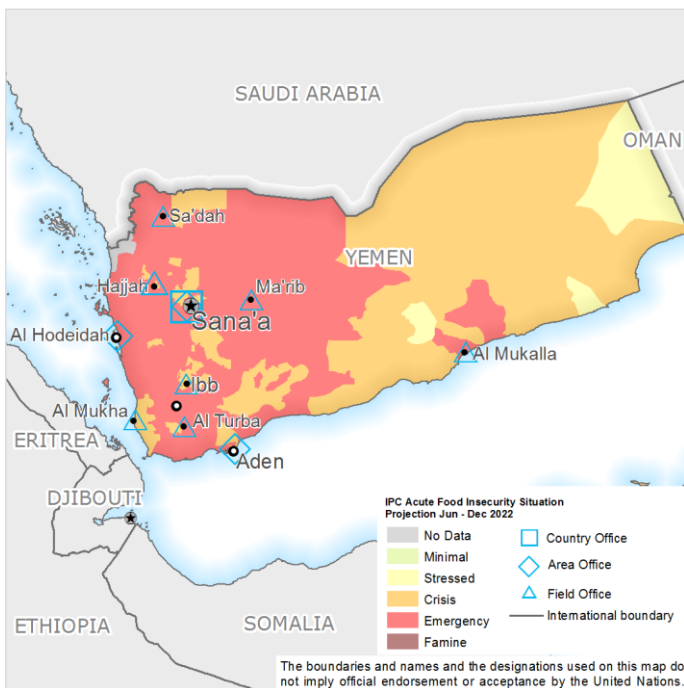 SAUDI ARABIA
OMAN
Sa'dah
YEMEN
Hajjah
Ma'rib
Sana'a
Al Hodeidah
Al Mukalla
Ibb
Al Mukha
Al Turba
ERITREA
Aden
DJIBOUTI
ETHIOPIA
SOMALIA
IPC Acute Food Insecurity Situation
Projection Jun - Dec 2022
No Data
Minimal
Stressed
Crisis
Emergency
Famine
Country Office
Area Office
Field Office
International boundary
The boundaries and names and the designations used on this map do
not imply official endorsement or acceptance by the United Nations.